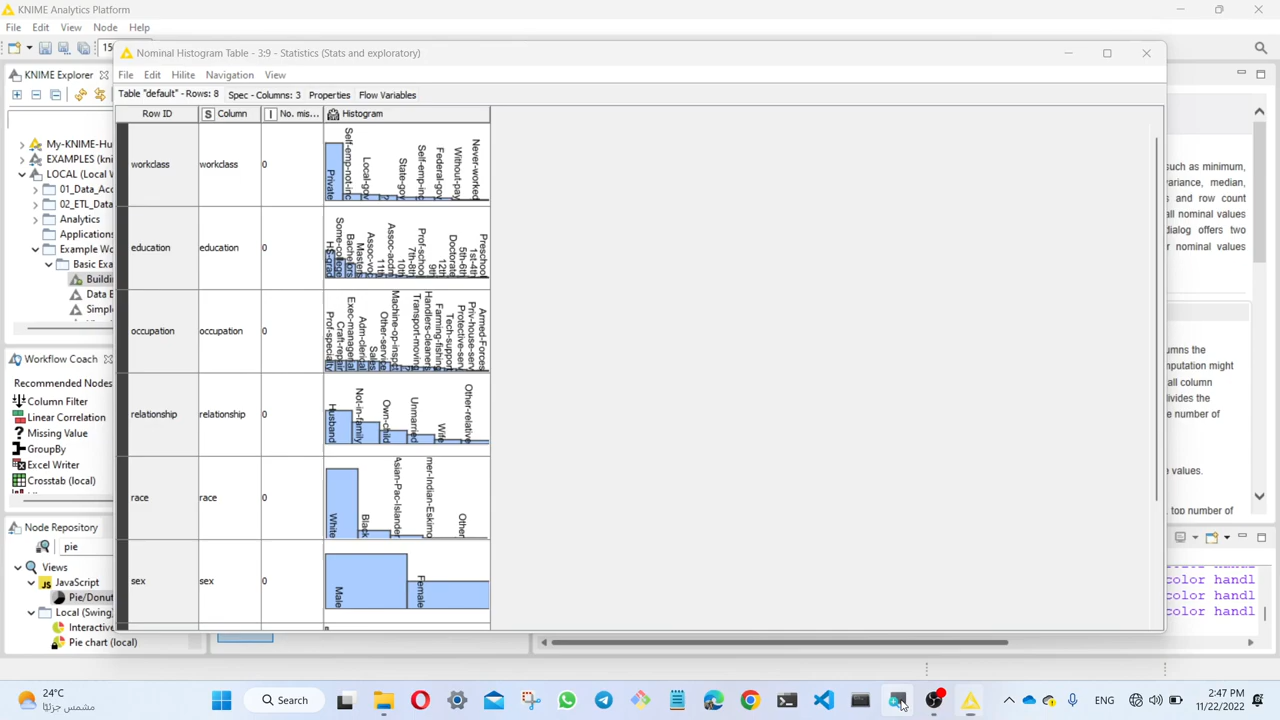 KNIME Analytics Platform
File Edit View Node Help
15
KNIME Explorer
My-KNIME-Hu
EXAMPLES (kni
LOCAL (Local W
01_Data_Acc
02_ETL_Data
Analytics
Applications
Example Wo
Basic Exa
Buildi
Data E
Simpl
Workflow Coach
Recommended Nodes
Column Filter
Linear Correlation
Missing Value
GroupBy
Excel Writer
Crosstab (local)
Node Repository
pie
Views
JavaScript
Pie/Donut
Local (Swing
Interactive
Pie chart (local)
Nominal Histogram Table - 3:9 - Statistics (Stats and exploratory)
File Edit Hilite Navigation View
Table "default" - Rows: 8 Spec - Columns: 3 Properties Flow Variables
Row ID S Column I No. mis... Histogram
workclass workclass 0
Private
Self-emp-not-inc
Local-gov
?
State-gov
Self-emp-inc
Federal-gov
Without-pay
Never-worked
education education 0
HS-grad
Some-college
Bachelors
Masters
Assoc-voc
11th
Assoc-acdm
10th
7th-8th
Prof-school
9th
12th
Doctorate
5th-6th
1st-4th
Preschool
occupation occupation 0
Prof-specialty
Craft-repair
Exec-managerial
Adm-clerical
Sales
Other-service
Machine-op-inspct
?
Transport-moving
Handlers-cleaners
Farming-fishing
Tech-support
Protective-serv
Priv-house-serv
Armed-Forces
relationship relationship 0
Husband
Not-in-family
Own-child
Unmarried
Wife
Other-relative
race race 0
White
Black
Asian-Pac-Islander
mer-Indian-Eskimo
Other
sex sex 0
Male
Female
such as minimum,
variance, median,
s and row count
all nominal values
dialog offers two
r nominal values
columns the
mputation might
all column
divides the
e number of
e values.
, top number of
color handl
color handl
color handl
24°C
مشمس جزئيًا
Search
ENG
2:47 PM
11/22/2022